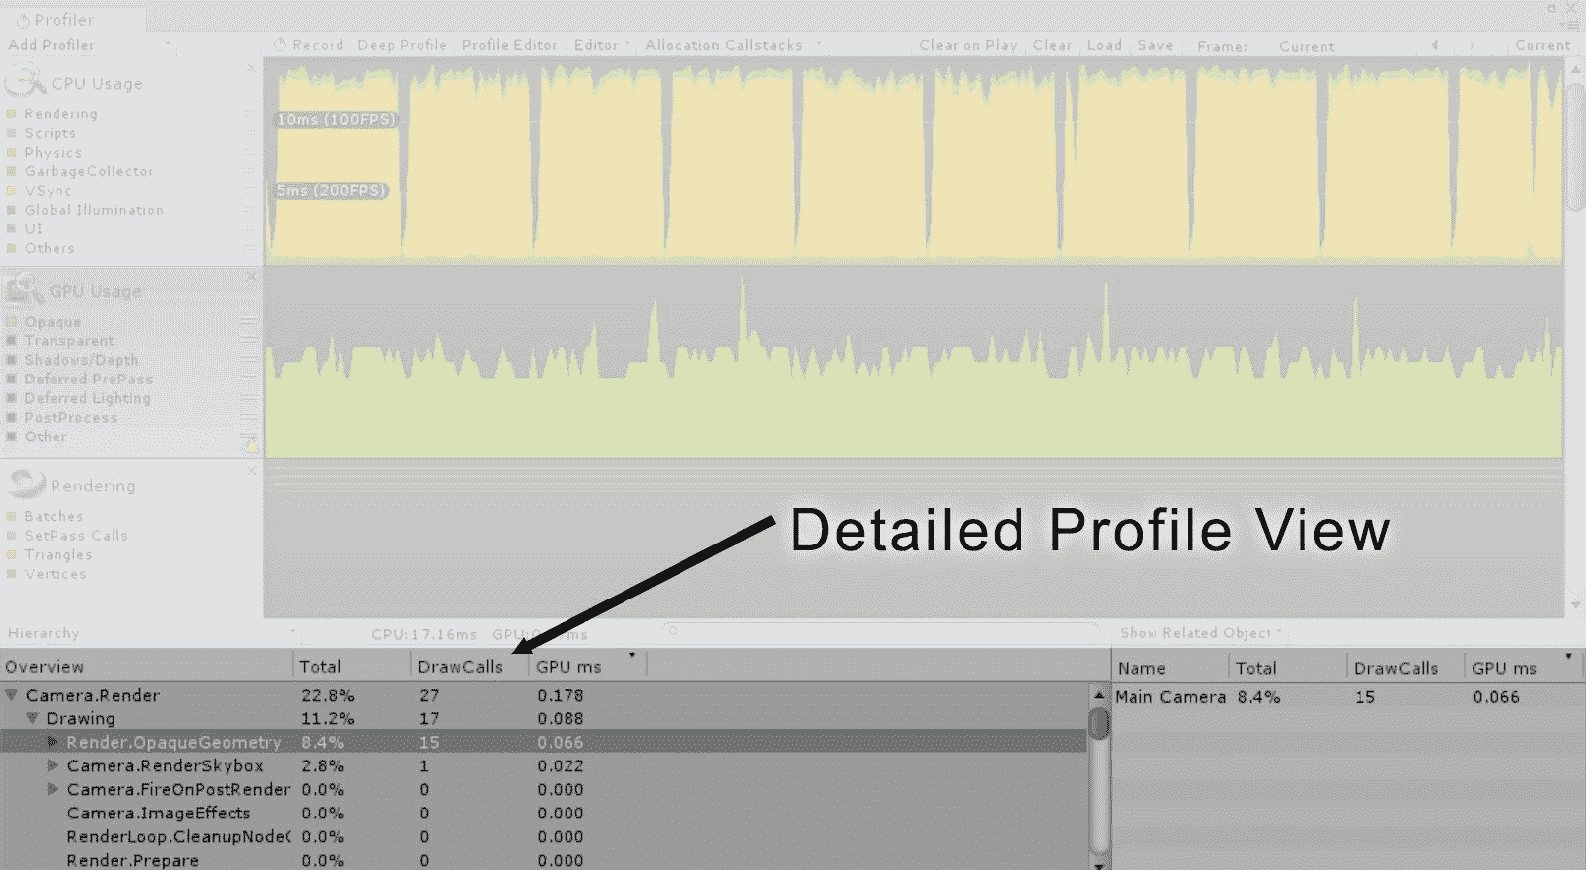 Profiler
Add Profiler
Record Deep Profile Profile Editor Editor Allocation Callstacks Clear on Play Clear Load Save Frame: Current Current
CPU Usage
Rendering
Scripts
Physics
GarbageCollector
VSync
Global Illumination
UI
Others
10ms (100FPS)
5ms (200FPS)
GPU Usage
Opaque
Transparent
Shadows/Depth
Deferred PrePass
Deferred Lighting
PostProcess
Other
Rendering
Batches
SetPass Calls
Triangles
Vertices
Detailed Profile View
Hierarchy CPU:17.16ms Show Related Object
Overview Total DrawCalls GPU ms
Camera.Render 22.8% 27 0.178
Drawing 11.2% 17 0.088
Render.OpaqueGeometry 8.4% 15 0.066
Camera.RenderSkybox 2.8% 1 0.022
Camera.FireOnPostRender 0.0% 0 0.000
Camera.ImageEffects 0.0% 0 0.000
RenderLoop.CleanupNode 0.0% 0 0.000
Render.Prepare 0.0% 0 0.000
Name Total DrawCalls GPU ms
Main Camera 8.4% 15 0.066